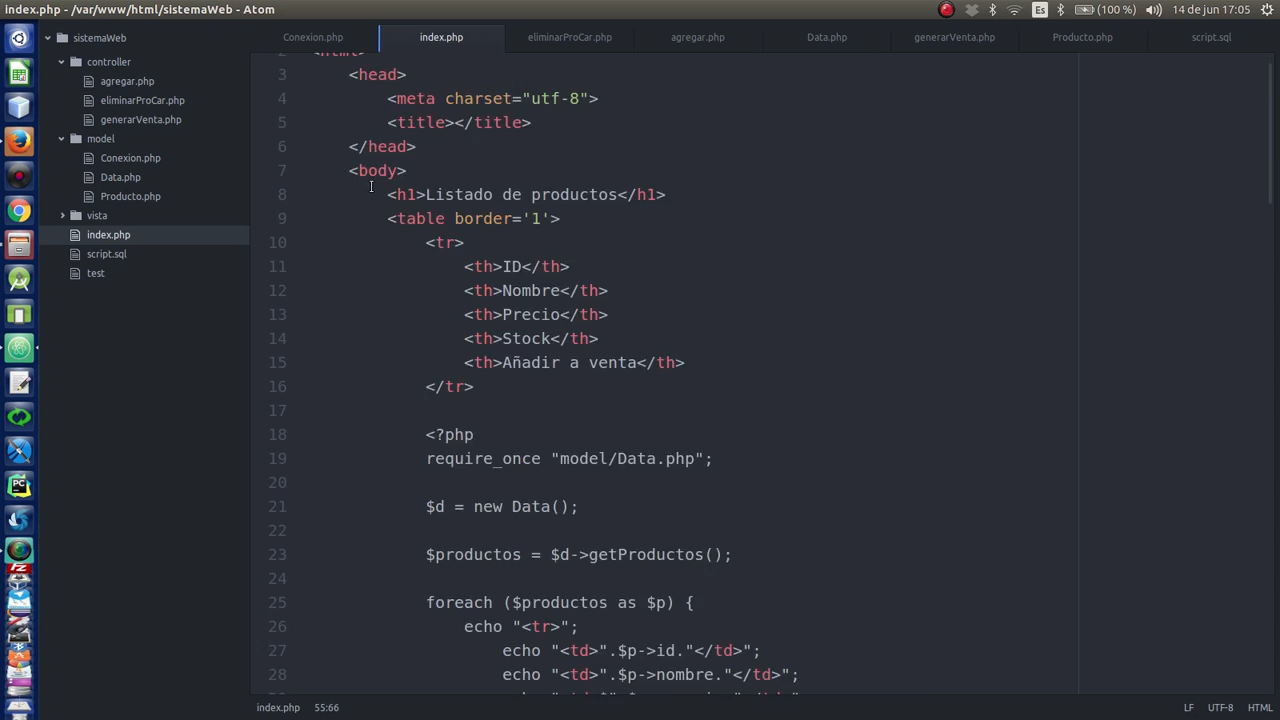 index.php - /var/www/html/sistemaWeb - Atom
Es
(100 %)
14 de jun 17:05
sistemaWeb
controller
agregar.php
eliminarProCar.php
generarVenta.php
model
Conexion.php
Data.php
Producto.php
vista
index.php
script.sql
test
Conexion.php
index.php
eliminarProCar.php
agregar.php
Data.php
generarVenta.php
Producto.php
script.sql
3 <head>
4 <meta charset="utf-8">
5 <title></title>
6 </head>
7 <body>
8 <h1>Listado de productos</h1>
9 <table border='1'>
10 <tr>
11 <th>ID</th>
12 <th>Nombre</th>
13 <th>Precio</th>
14 <th>Stock</th>
15 <th>Añadir a venta</th>
16 </tr>
17
18 <?php
19 require_once "model/Data.php";
20
21 $d = new Data();
22
23 $productos = $d->getProductos();
24
25 foreach ($productos as $p) {
26 echo "<tr>";
27 echo "<td>".$p->id."</td>";
28 echo "<td>".$p->nombre."</td>";
index.php 55:66
LF UTF-8 HTML